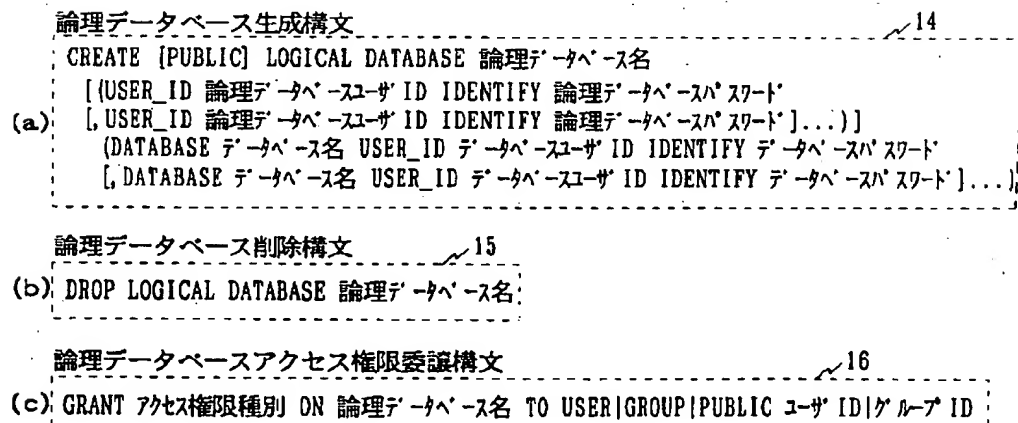 論理データベース生成構文 14
CREATE [PUBLIC] LOGICAL DATABASE 論理データベース名
[(USER_ID 論理データベースユーザID IDENTIFY 論理データベースパスワード
(a) [,USER_ID 論理データベースユーザID IDENTIFY 論理データベースパスワード]...)]
(DATABASE データベース名 USER_ID データベースユーザID IDENTIFY データベースパスワード
[,DATABASE データベース名 USER_ID データベースユーザID IDENTIFY データベースパスワード]...)
論理データベース削除構文 15
(b) DROP LOGICAL DATABASE 論理データベース名
論理データベースアクセス権限委譲構文 16
(c) GRANT アクセス権限種別 ON 論理データベース名 TO USER|GROUP|PUBLIC ユーザID|グループID